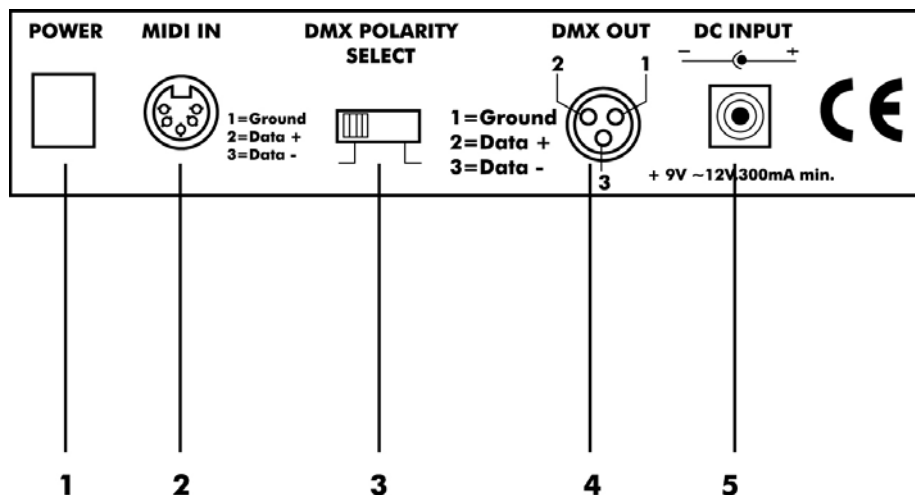 POWER
MIDI IN
DMX POLARITY
SELECT
DMX OUT
DC INPUT
- +
2 1
1=Ground
2=Data +
3=Data -
1=Ground
2=Data +
3=Data -
3
+ 9V ~12V.300mA min.
CE
1 2 3 4 5